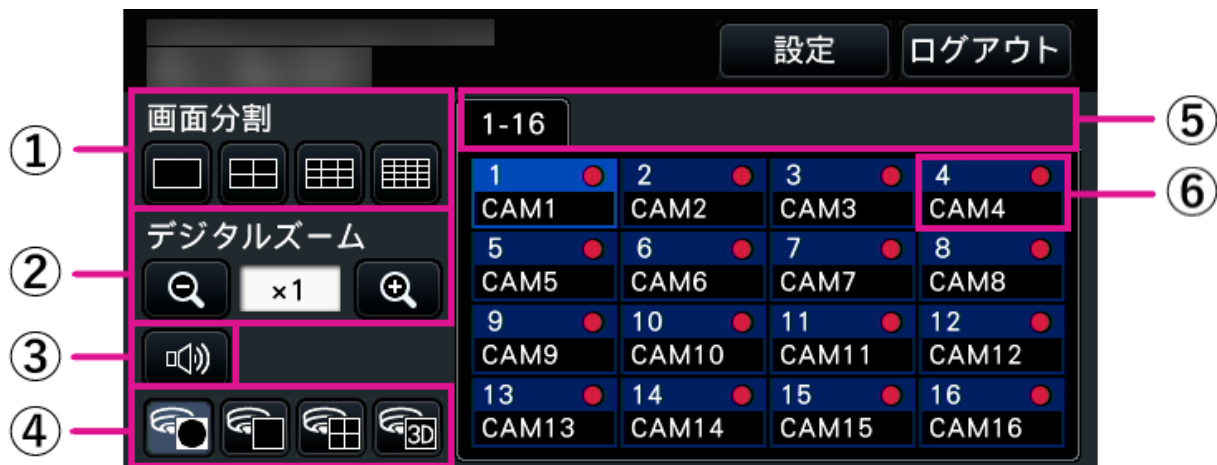 設定 ログアウト
① 画面分割
② デジタルズーム
×1
③
④ 3D
1-16 ⑤
1 2 3 4 ⑥
CAM1 CAM2 CAM3 CAM4
5 6 7 8
CAM5 CAM6 CAM7 CAM8
9 10 11 12
CAM9 CAM10 CAM11 CAM12
13 14 15 16
CAM13 CAM14 CAM15 CAM16